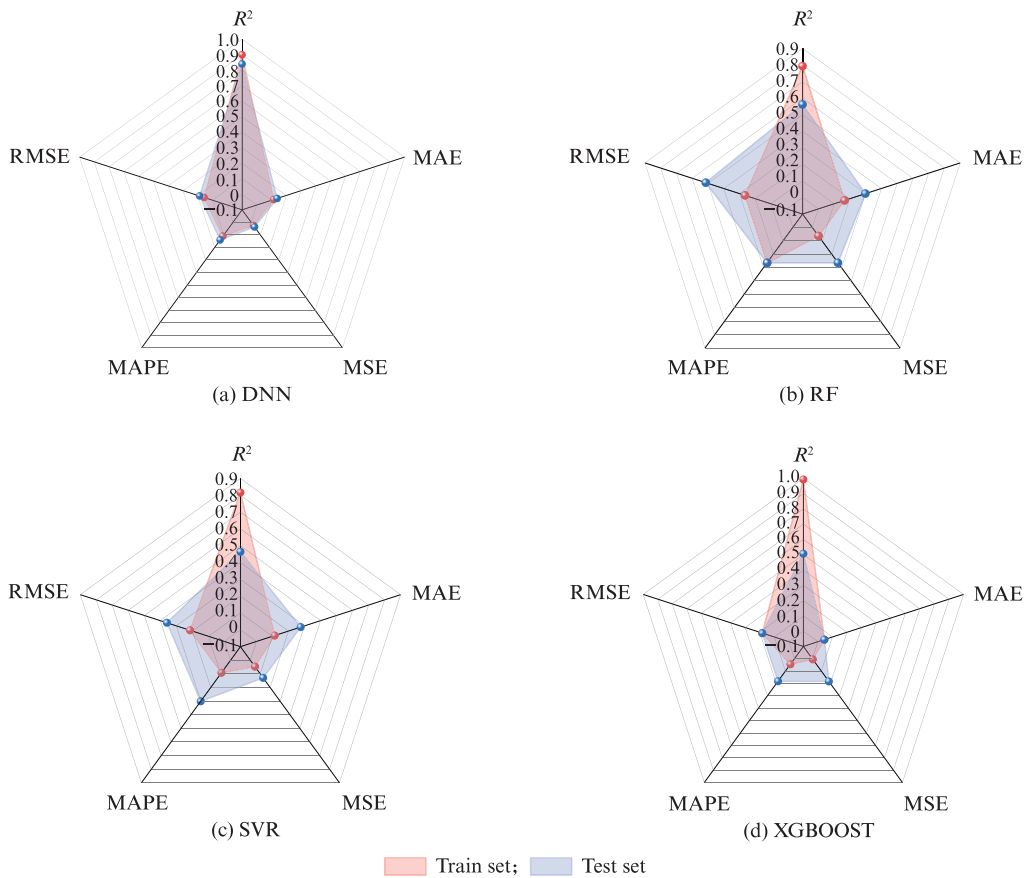 R²
1.0
0.9
0.8
0.7
0.6
0.5
0.4
0.3
0.2
0.1
0
−0.1
RMSE
MAE
MAPE
MSE
(a) DNN
R²
0.9
0.8
0.7
0.6
0.5
0.4
0.3
0.2
0.1
0
−0.1
RMSE
MAE
MAPE
MSE
(b) RF
R²
0.9
0.8
0.7
0.6
0.5
0.4
0.3
0.2
0.1
0
−0.1
RMSE
MAE
MAPE
MSE
(c) SVR
R²
1.0
0.9
0.8
0.7
0.6
0.5
0.4
0.3
0.2
0.1
0
−0.1
RMSE
MAE
MAPE
MSE
(d) XGBOOST
Train set; Test set